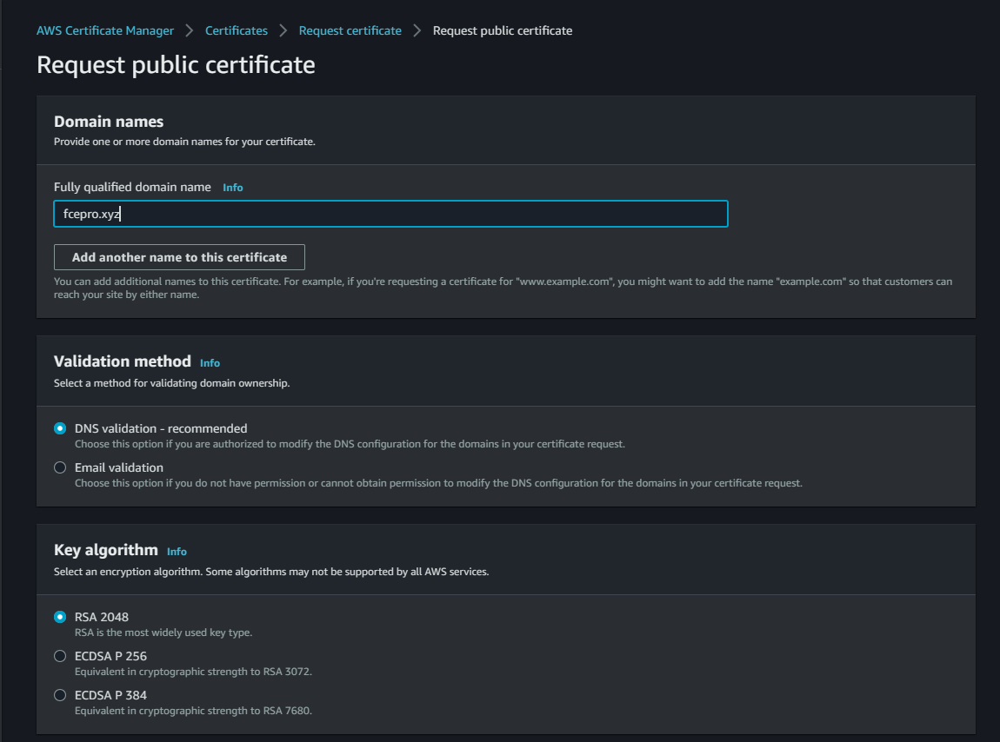 AWS Certificate Manager > Certificates > Request certificate > Request public certificate
Request public certificate
Domain names
Provide one or more domain names for your certificate.
Fully qualified domain name Info
fcepro.xyz
Add another name to this certificate
You can add additional names to this certificate. For example, if you're requesting a certificate for "www.example.com", you might want to add the name "example.com" so that customers can
reach your site by either name.
Validation method Info
Select a method for validating domain ownership.
DNS validation - recommended
Choose this option if you are authorized to modify the DNS configuration for the domains in your certificate request.
Email validation
Choose this option if you do not have permission or cannot obtain permission to modify the DNS configuration for the domains in your certificate request.
Key algorithm Info
Select an encryption algorithm. Some algorithms may not be supported by all AWS services.
RSA 2048
RSA is the most widely used key type.
ECDSA P 256
Equivalent in cryptographic strength to RSA 3072.
ECDSA P 384
Equivalent in cryptographic strength to RSA 7680.